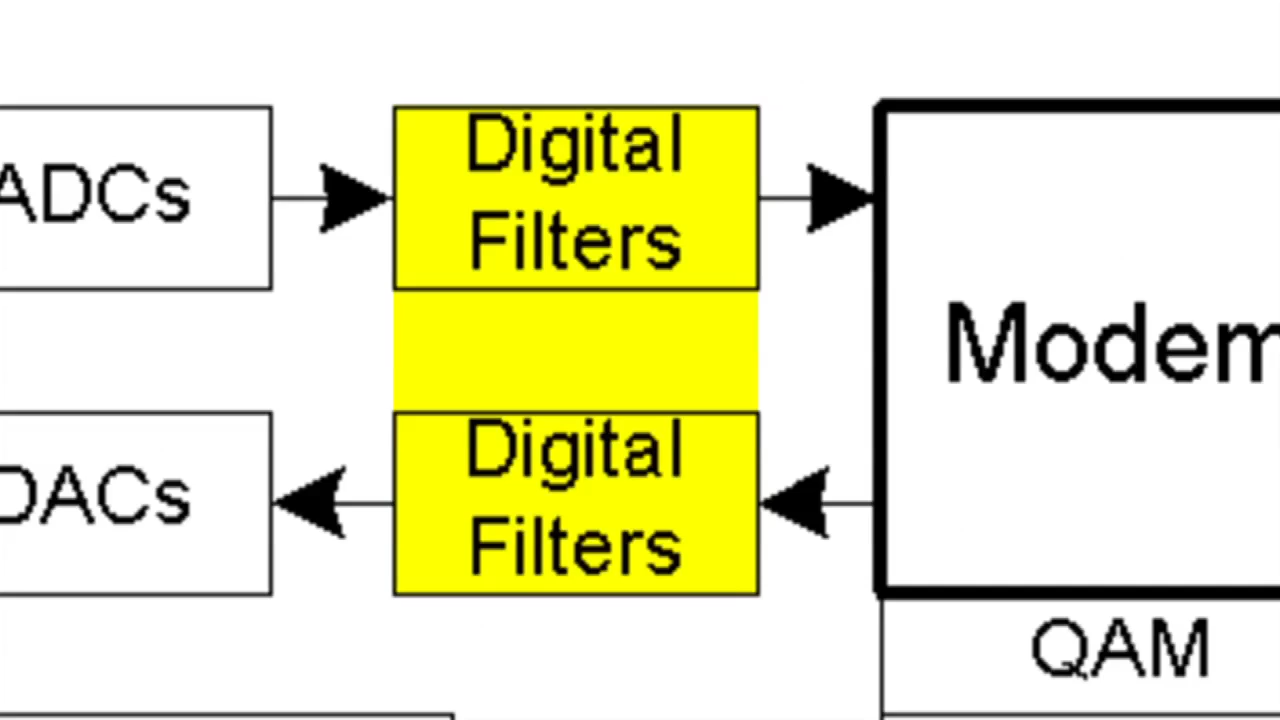 ADCs
Digital
Filters
Modem
DACs
Digital
Filters
QAM